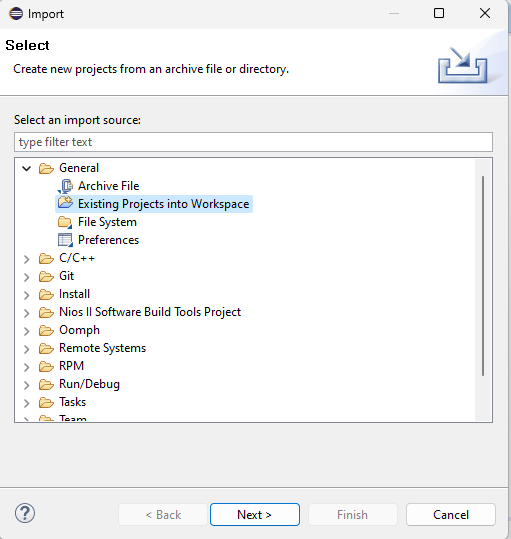 Import
Select
Create new projects from an archive file or directory.
Select an import source:
type filter text
General
Archive File
Existing Projects into Workspace
File System
Preferences
C/C++
Git
Install
Nios II Software Build Tools Project
Oomph
Remote Systems
RPM
Run/Debug
Tasks
Team
?
< Back
Next >
Finish
Cancel